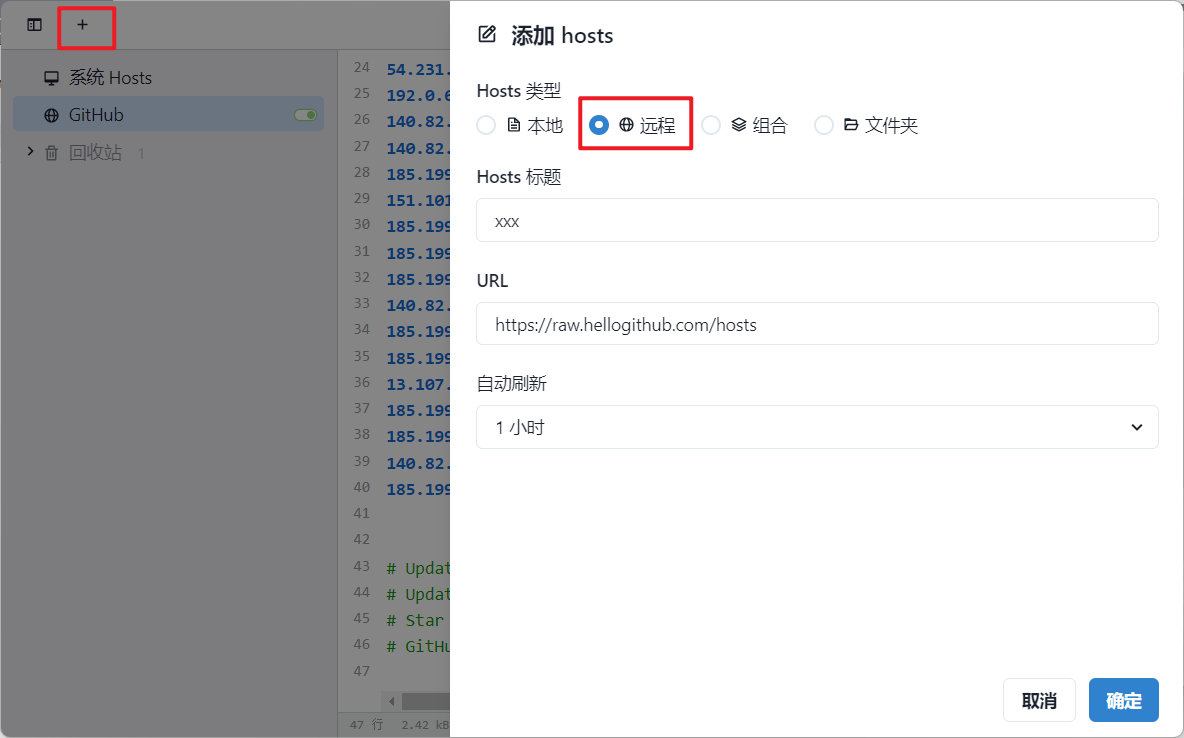 添加 hosts
系统 Hosts
GitHub
回收站 1
24 54.231.
25 192.0.6
26 140.82.
27 140.82.
28 185.199
29 151.101
30 185.199
31 185.199
32 185.199
33 140.82.
34 185.199
35 185.199
36 13.107.
37 185.199
38 185.199
39 140.82.
40 185.199
41
42
43 # Updat
44 # Updat
45 # Star
46 # GitHu
47
47 行 2.42 kB
Hosts 类型
本地 远程 组合 文件夹
Hosts 标题
xxx
URL
https://raw.hellogithub.com/hosts
自动刷新
1 小时
取消 确定